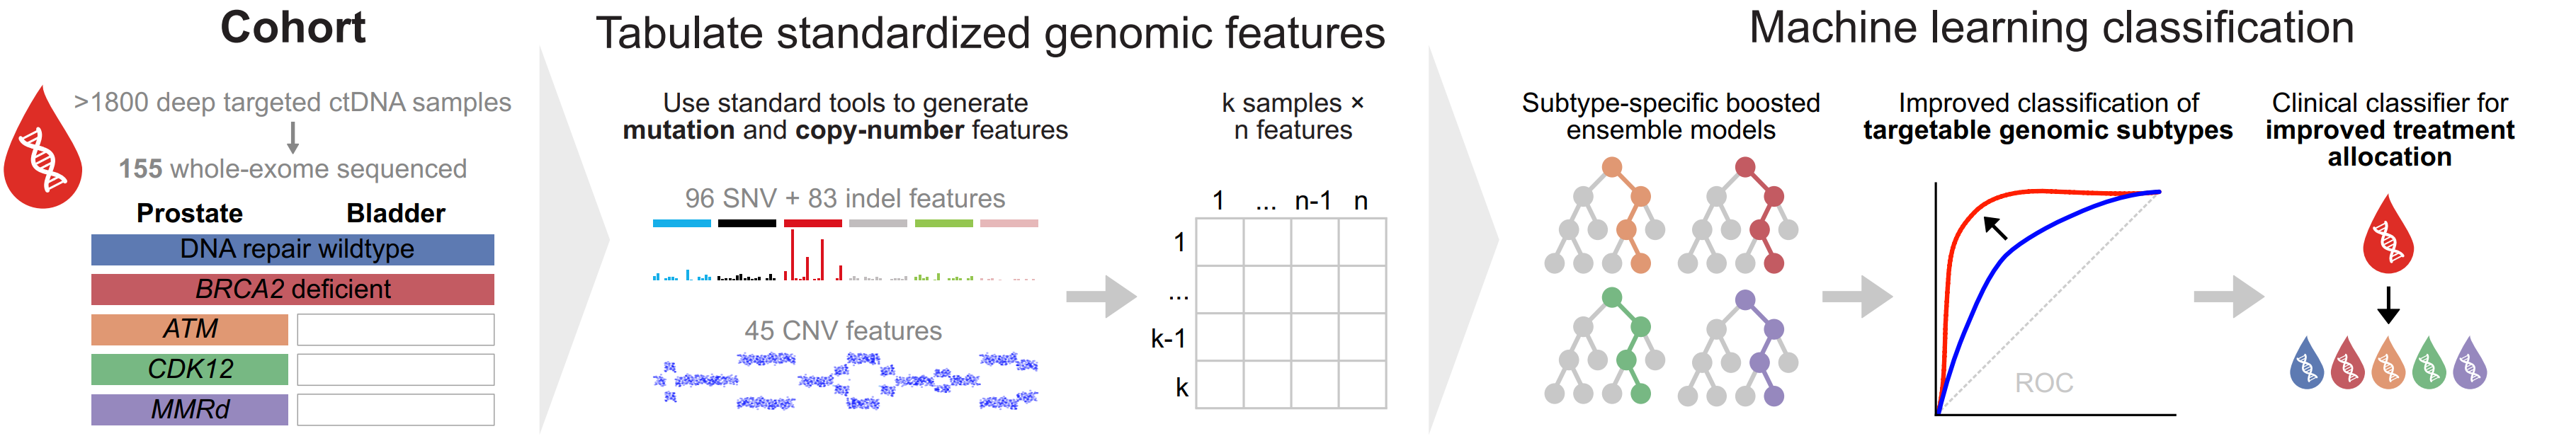 Cohort
>1800 deep targeted ctDNA samples
155 whole-exome sequenced
Prostate
Bladder
DNA repair wildtype
BRCA2 deficient
ATM
CDK12
MMRd
Tabulate standardized genomic features
Use standard tools to generate
mutation and copy-number features
96 SNV + 83 indel features
45 CNV features
k samples ×
n features
1 ... n-1 n
1
...
k-1
k
Machine learning classification
Subtype-specific boosted
ensemble models
Improved classification of
targetable genomic subtypes
ROC
Clinical classifier for
improved treatment
allocation